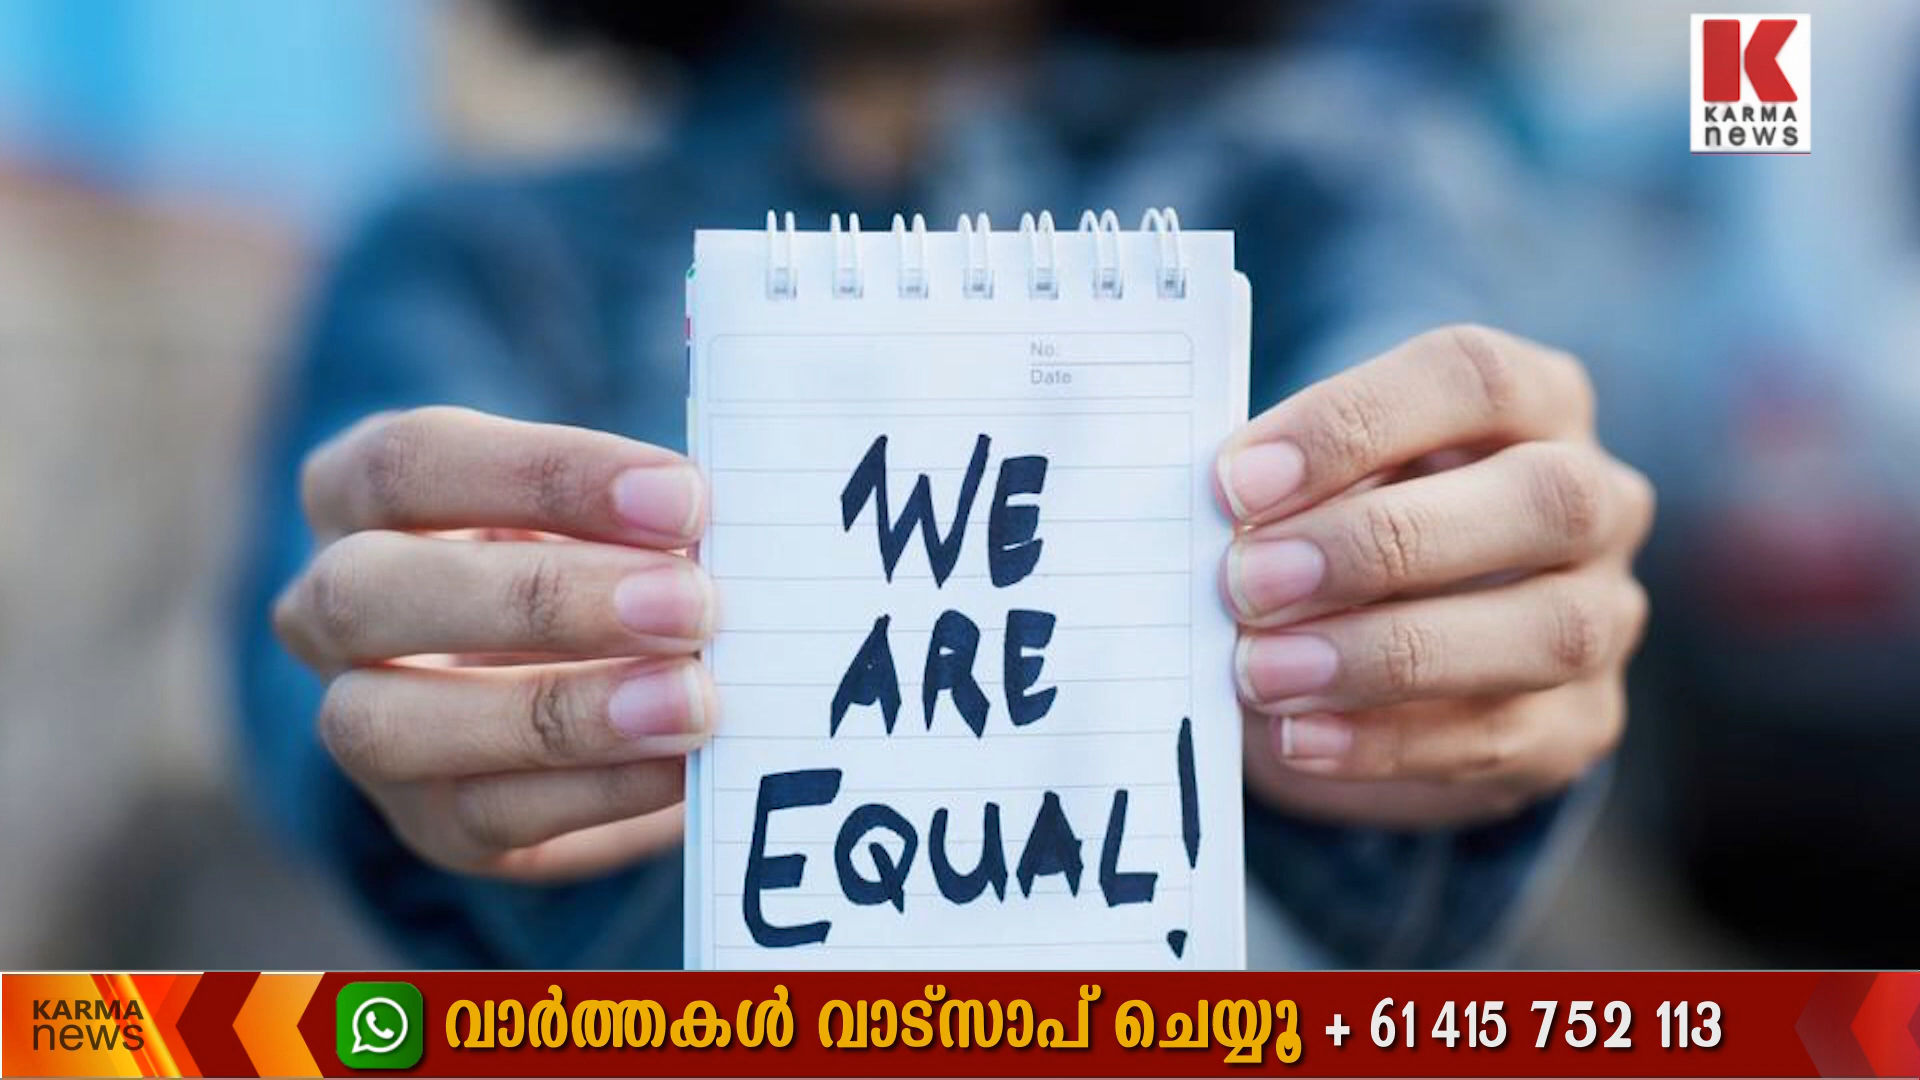 K
KARMA
news
No:
Date
WE
ARE
EQUAL!
KARMA
news
വാർത്തകൾ വാട്സാപ് ചെയ്യൂ + 61 415 752 113